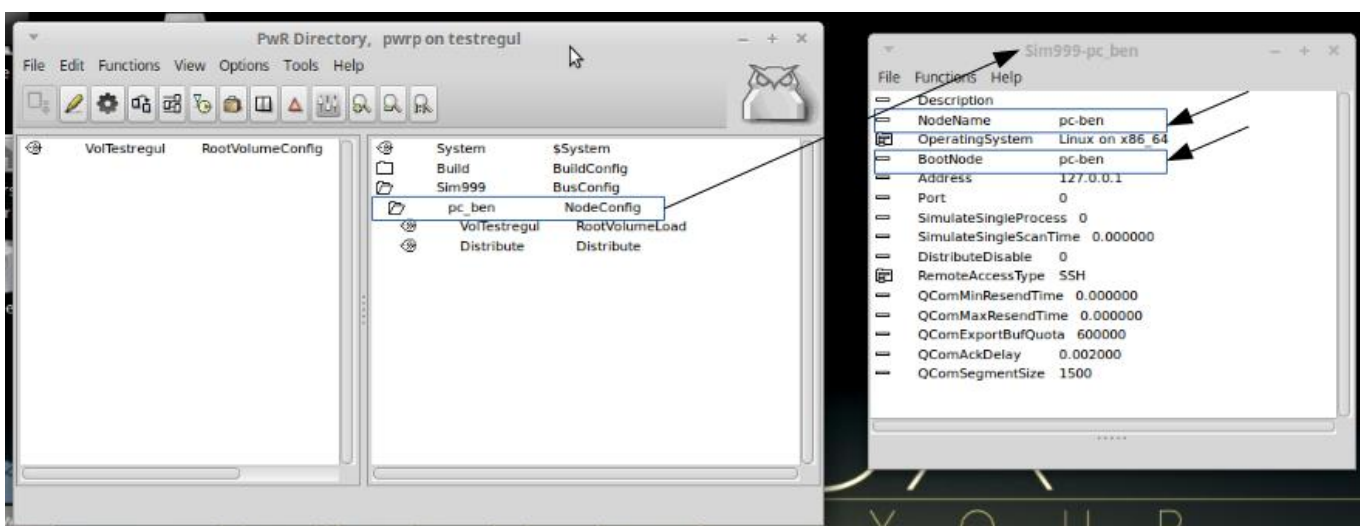 PwR Directory, pwrp on testregul
File Edit Functions View Options Tools Help
VolTestregul RootVolumeConfig
System $System
Build BuildConfig
Sim999 BusConfig
pc_ben NodeConfig
VolTestregul RootVolumeLoad
Distribute Distribute
Sim999-pc_ben
File Functions Help
Description
NodeName pc-ben
OperatingSystem Linux on x86_64
BootNode pc-ben
Address 127.0.0.1
Port 0
SimulateSingleProcess 0
SimulateSingleScanTime 0.000000
DistributeDisable 0
RemoteAccessType SSH
QComMinResendTime 0.000000
QComMaxResendTime 0.000000
QComExportBufQuota 600000
QComAckDelay 0.002000
QComSegmentSize 1500